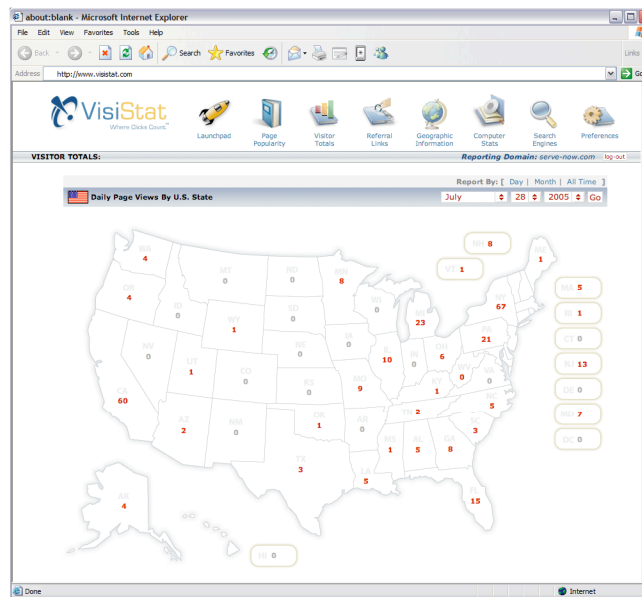 about:blank - Microsoft Internet Explorer
File Edit View Favorites Tools Help
Back Search Favorites Links
Address http://www.visistat.com Go
VisiStat
Where Clicks Count.™
Launchpad Page Popularity Visitor Totals Referral Links Geographic Information Computer Stats Search Engines Preferences
VISITOR TOTALS: Reporting Domain: serve-now.com log-out
Report By: [ Day | Month | All Time ]
Daily Page Views By U.S. State July 28 2005 Go
NH 8
WA 4
MT 0
ND 0
MN 8
VT 1
ME 1
OR 4
ID 0
WY 1
SD 0
WI 0
MI 23
NY 67
MA 5
RI 1
NV 0
UT 1
CO 0
NE 0
IA 0
IL 10
IN 0
OH 6
PA 21
CT 0
CA 60
KS 0
MO 9
KY 1
WV 0
VA 0
NJ 13
DE 0
AZ 2
NM 0
OK 1
AR 0
TN 2
NC 5
MD 7
SC 3
DC 0
TX 3
LA 5
MS 1
AL 5
GA 8
AK 4
FL 15
HI 0
Done Internet